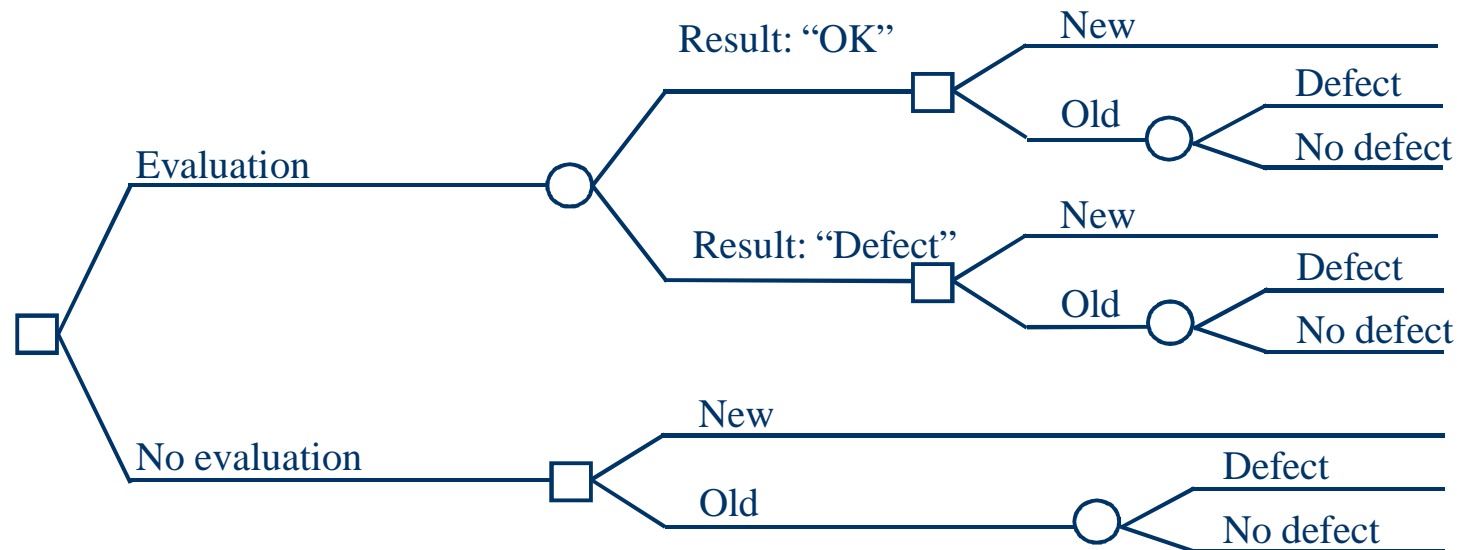 Result: “OK”
New
Old
Defect
No defect
Evaluation
Result: “Defect”
New
Old
Defect
No defect
No evaluation
New
Old
Defect
No defect